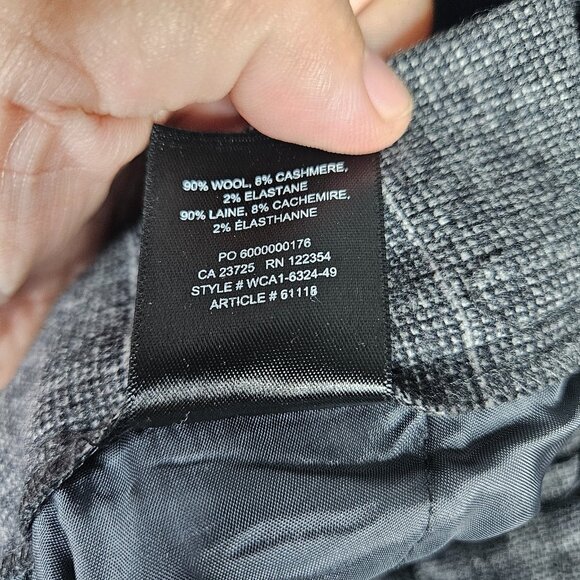 90% WOOL, 8% CASHMERE,
2% ELASTANE
90% LAINE, 8% CACHEMIRE,
2% ÉLASTHANNE
PO 6000000176
CA 23725 RN 122354
STYLE # WCA1-6324-49
ARTICLE # 61118